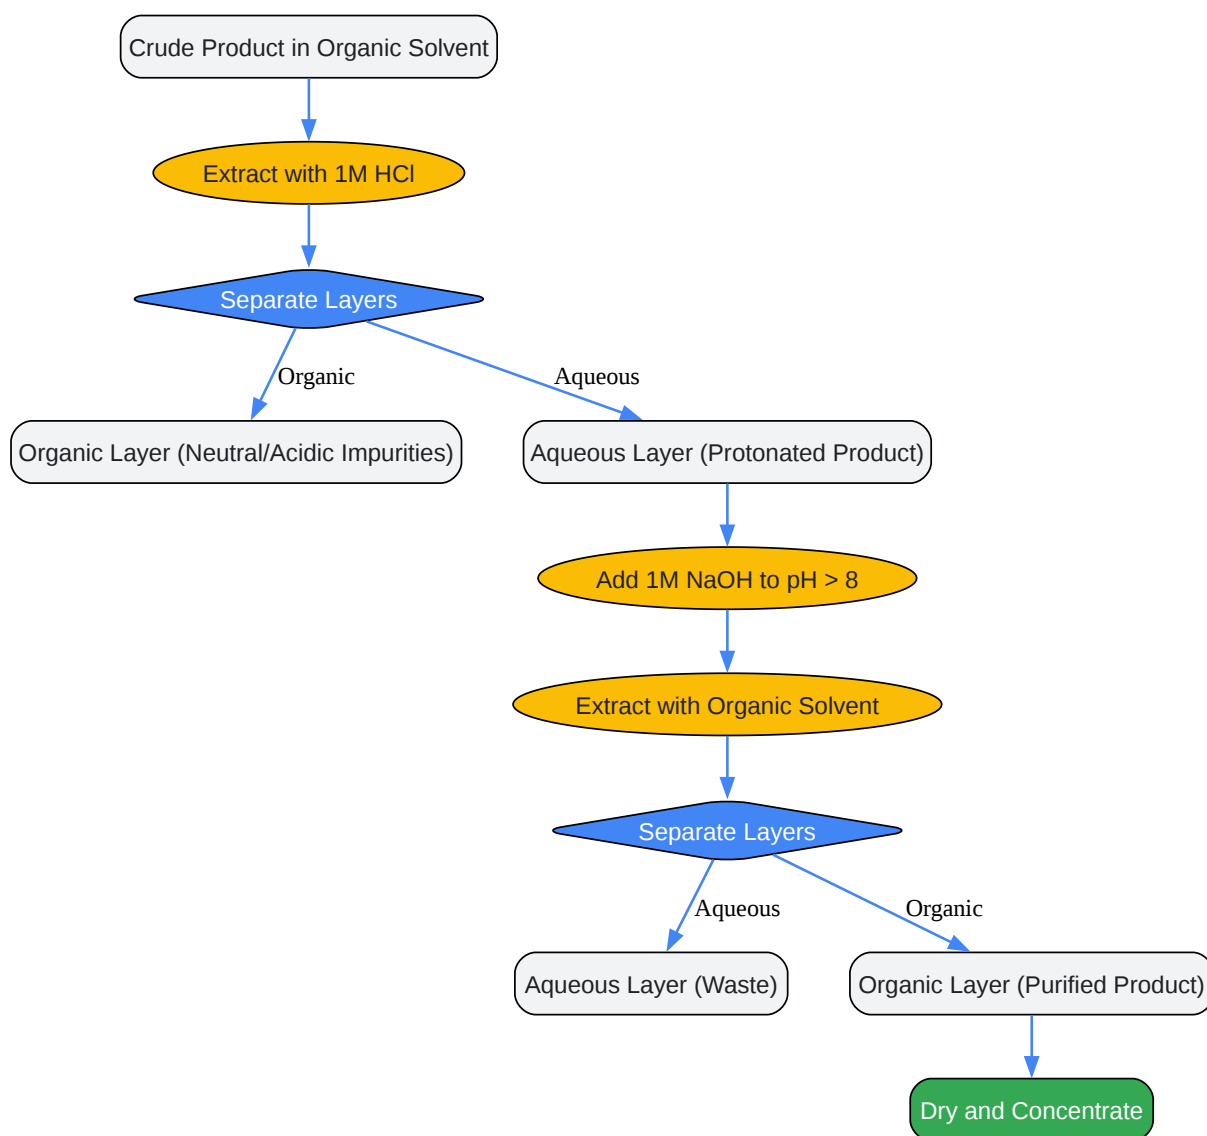 Crude Product in Organic Solvent
Extract with 1M HCl
Separate Layers
Organic
Aqueous
Organic Layer (Neutral/Acidic Impurities)
Aqueous Layer (Protonated Product)
Add 1M NaOH to pH > 8
Extract with Organic Solvent
Separate Layers
Aqueous
Organic
Aqueous Layer (Waste)
Organic Layer (Purified Product)
Dry and Concentrate